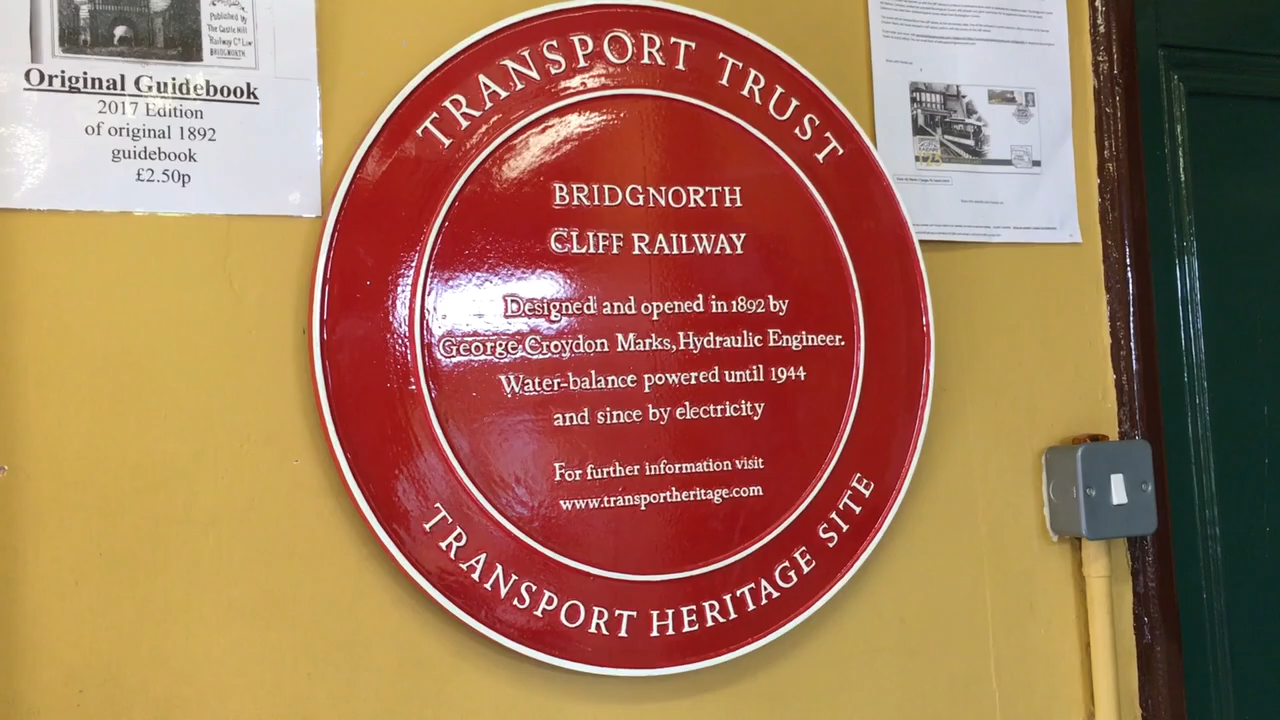 Published by
The Castle Hill
Railway Co. Ltd
BRIDGNORTH
Original Guidebook
2017 Edition
of original 1892
guidebook
£2.50p
TRANSPORT TRUST
BRIDGNORTH
CLIFF RAILWAY
Designed and opened in 1892 by
George Croydon Marks, Hydraulic Engineer.
Water-balance powered until 1944
and since by electricity
For further information visit
www.transportheritage.com
TRANSPORT HERITAGE SITE
125